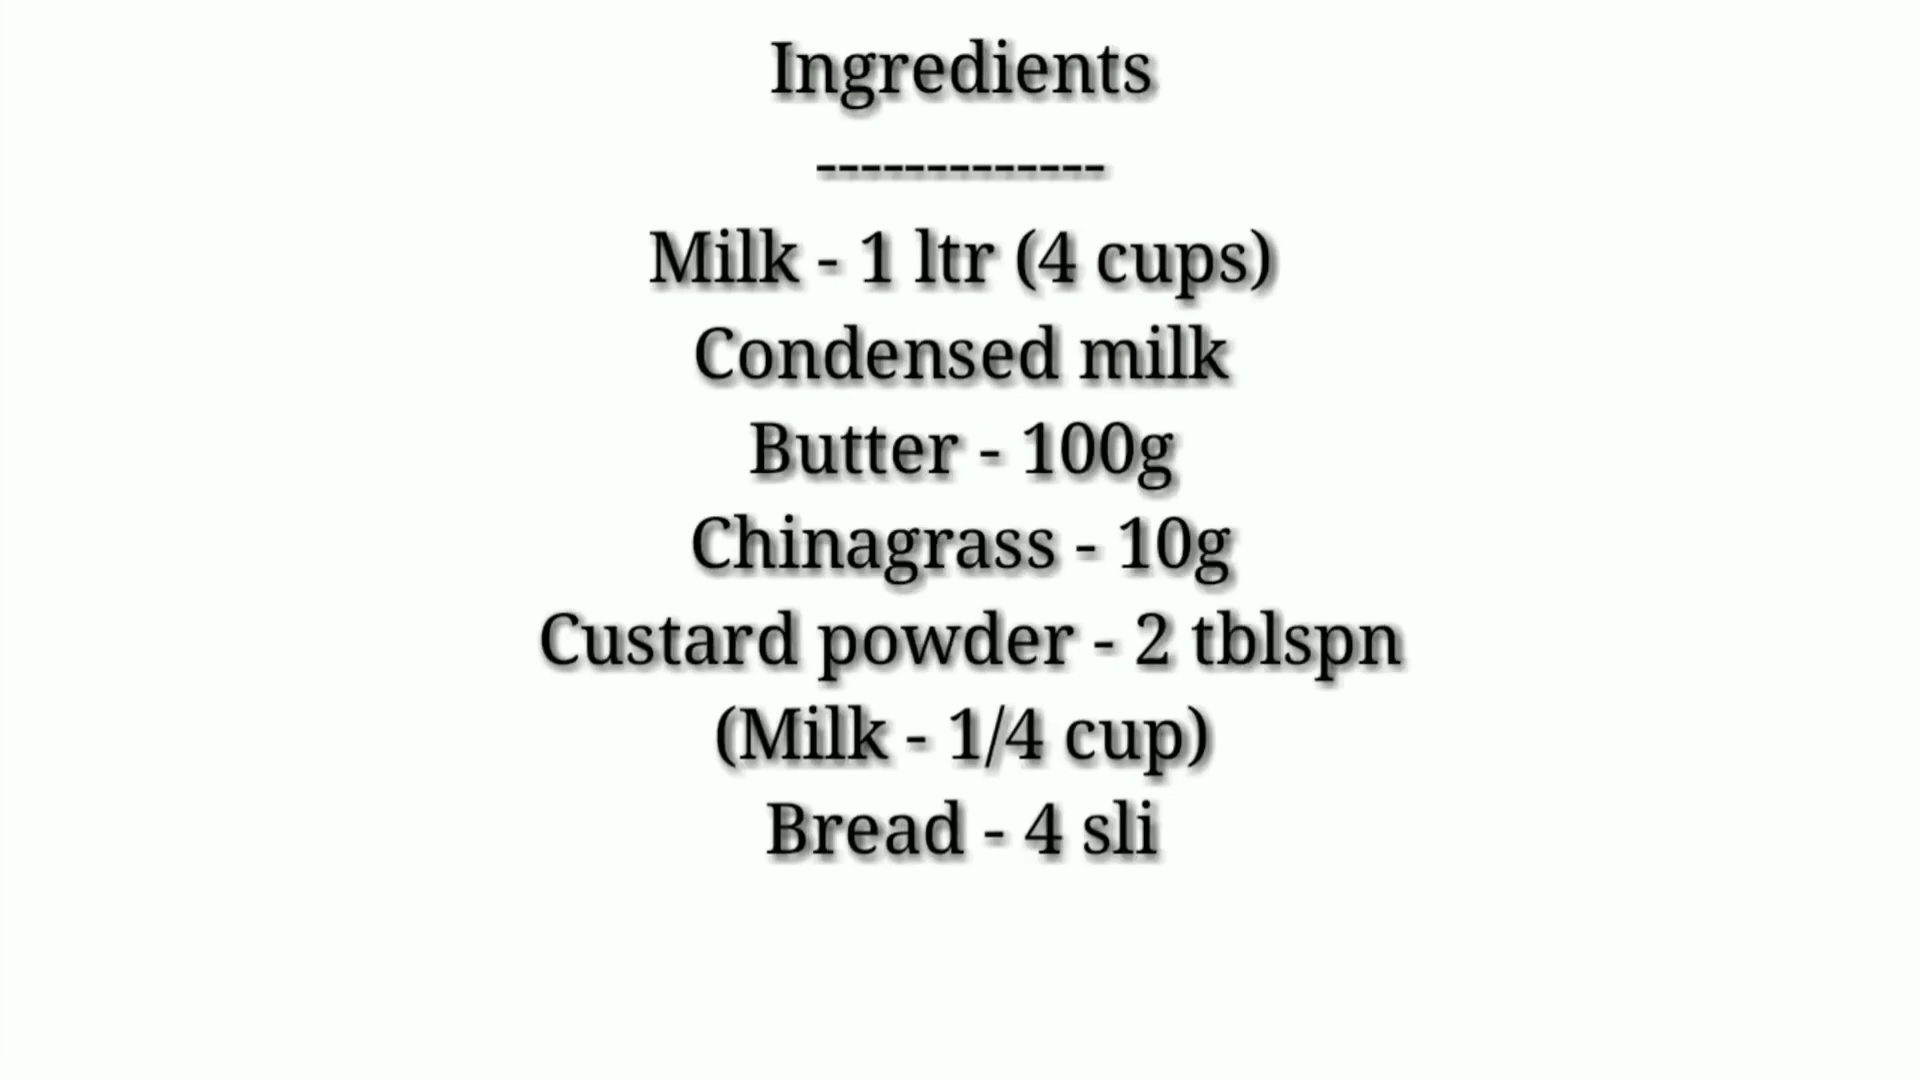 Ingredients
-------------
Milk - 1 ltr (4 cups)
Condensed milk
Butter - 100g
Chinagrass - 10g
Custard powder - 2 tblspn
(Milk - 1/4 cup)
Bread - 4 sli